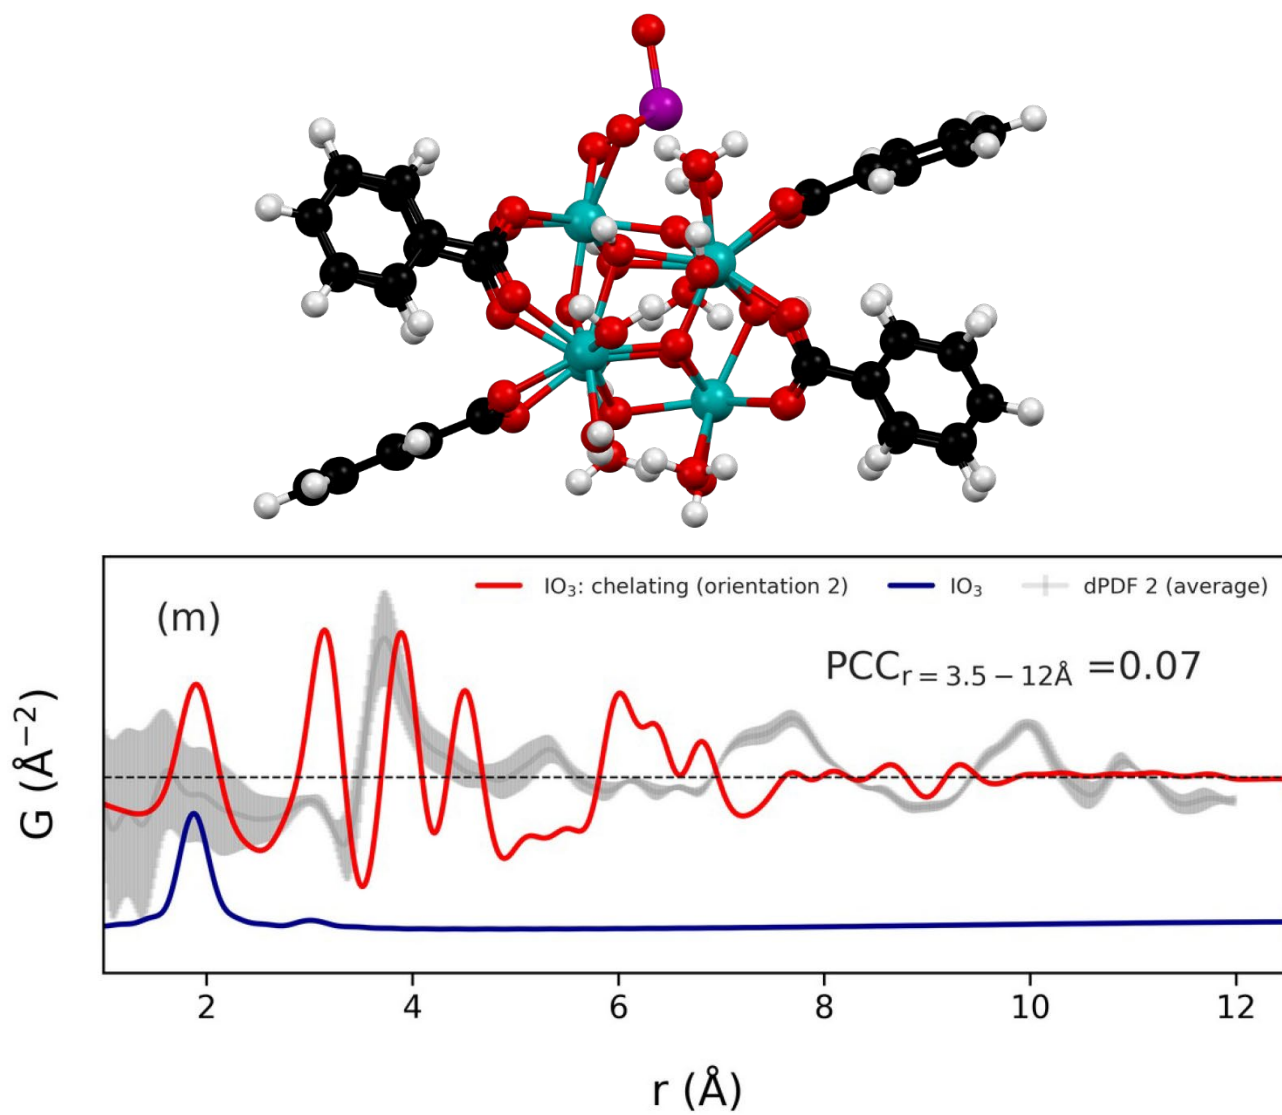 IO₃: chelating (orientation 2) IO₃ dPDF 2 (average)
(m)
PCC r = 3.5 − 12Å =0.07
G (Å⁻²)
2 4 6 8 10 12
r (Å)